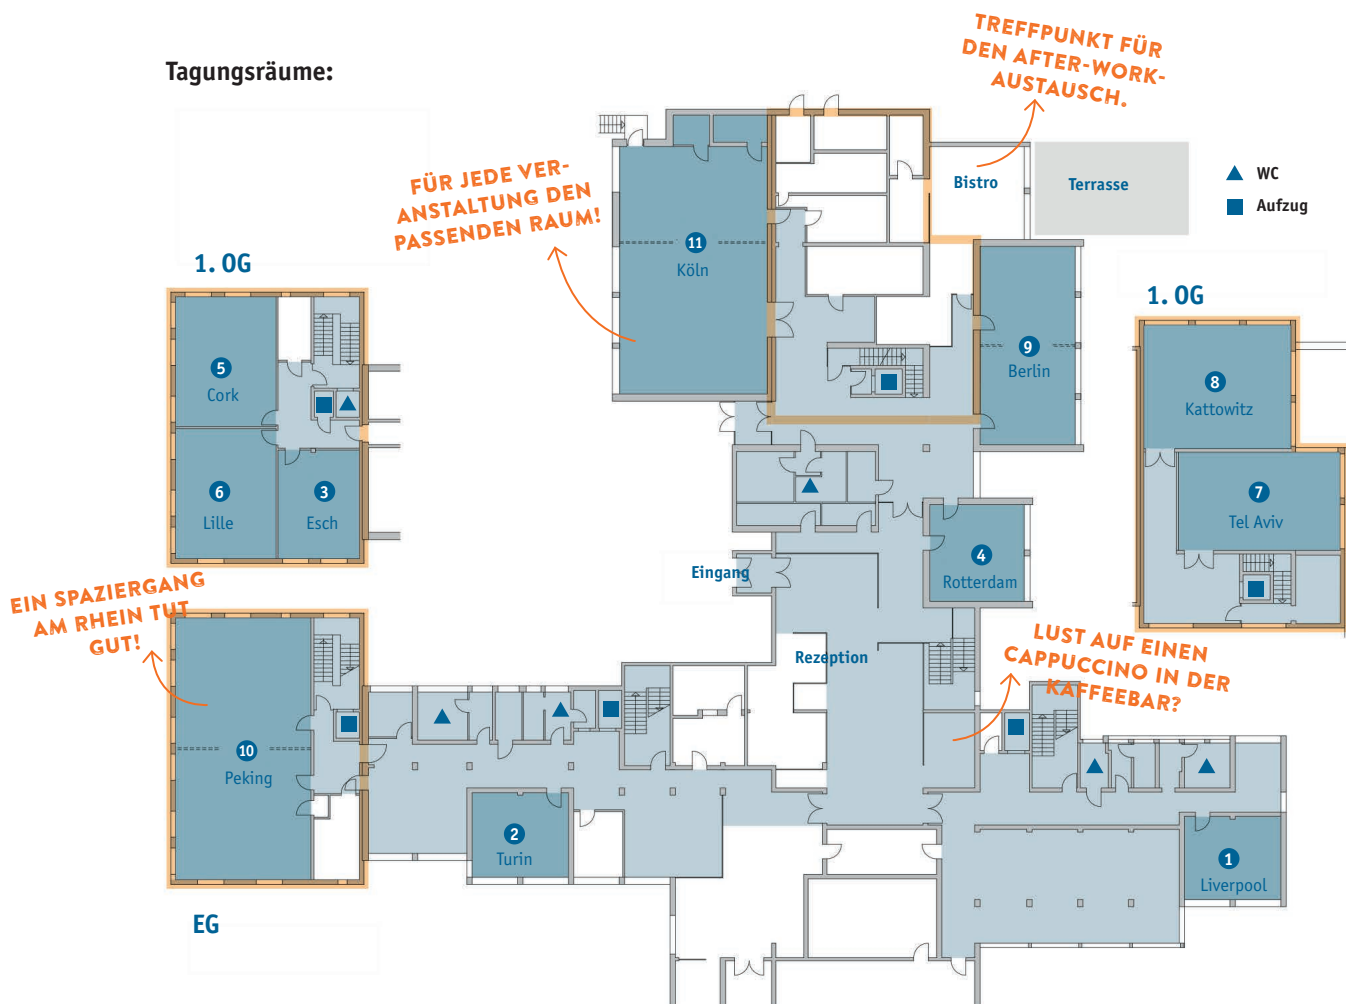 Tagungsräume:
TREFFPUNKT FÜR
DEN AFTER-WORK-
AUSTAUSCH.
FÜR JEDE VER-
ANSTALTUNG DEN
PASSENDEN RAUM!
Bistro
Terrasse
WC
Aufzug
11
Köln
9
Berlin
1. OG
5
Cork
6
Lille
3
Esch
1. OG
8
Kattowitz
7
Tel Aviv
4
Rotterdam
Eingang
Rezeption
EIN SPAZIERGANG
AM RHEIN TUT
GUT!
LUST AUF EINEN
CAPPUCCINO IN DER
KAFFEEBAR?
10
Peking
2
Turin
1
Liverpool
EG